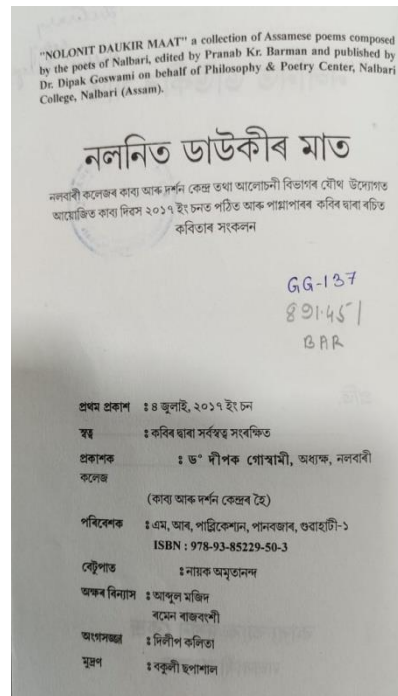 "NOLONIT DAUKIR MAAT" a collection of Assamese poems composed
by the poets of Nalbari, edited by Pranab Kr. Barman and published by
Dr. Dipak Goswami on behalf of Philosophy & Poetry Center, Nalbari
College, Nalbari (Assam).
নলনিত ডাউকীৰ মাত
নলবাৰী কলেজৰ কাব্য আৰু দৰ্শন কেন্দ্ৰ তথা আলোচনী বিভাগৰ যৌথ উদ্যোগত
আয়োজিত কাব্য দিৱস ২০১৭ ইং চনত পঠিত আৰু পাগ্লাপাৰৰ কবিৰ দ্বাৰা ৰচিত
কবিতাৰ সংকলন
GG-137
891.451
BAR
প্ৰথম প্ৰকাশ : ৪ জুলাই, ২০১৭ ইং চন
স্বত্ব : কবিৰ দ্বাৰা সৰ্বস্বত্ব সংৰক্ষিত
প্ৰকাশক : ড° দীপক গোস্বামী, অধ্যক্ষ, নলবাৰী
কলেজ
(কাব্য আৰু দৰ্শন কেন্দ্ৰৰ হৈ)
পৰিবেশক : এম, আৰ, পাব্লিকেশ্যন, পানবজাৰ, গুৱাহাটী-১
ISBN : 978-93-85229-50-3
বেটুপাত : নায়ক অমৃতানন্দ
অক্ষৰ বিন্যাস : আব্দুল মজিদ
ৰমেন ৰাজবংশী
অংগসজ্জা : দিলীপ কলিতা
মুদ্ৰণ : বকুলী ছপাশাল